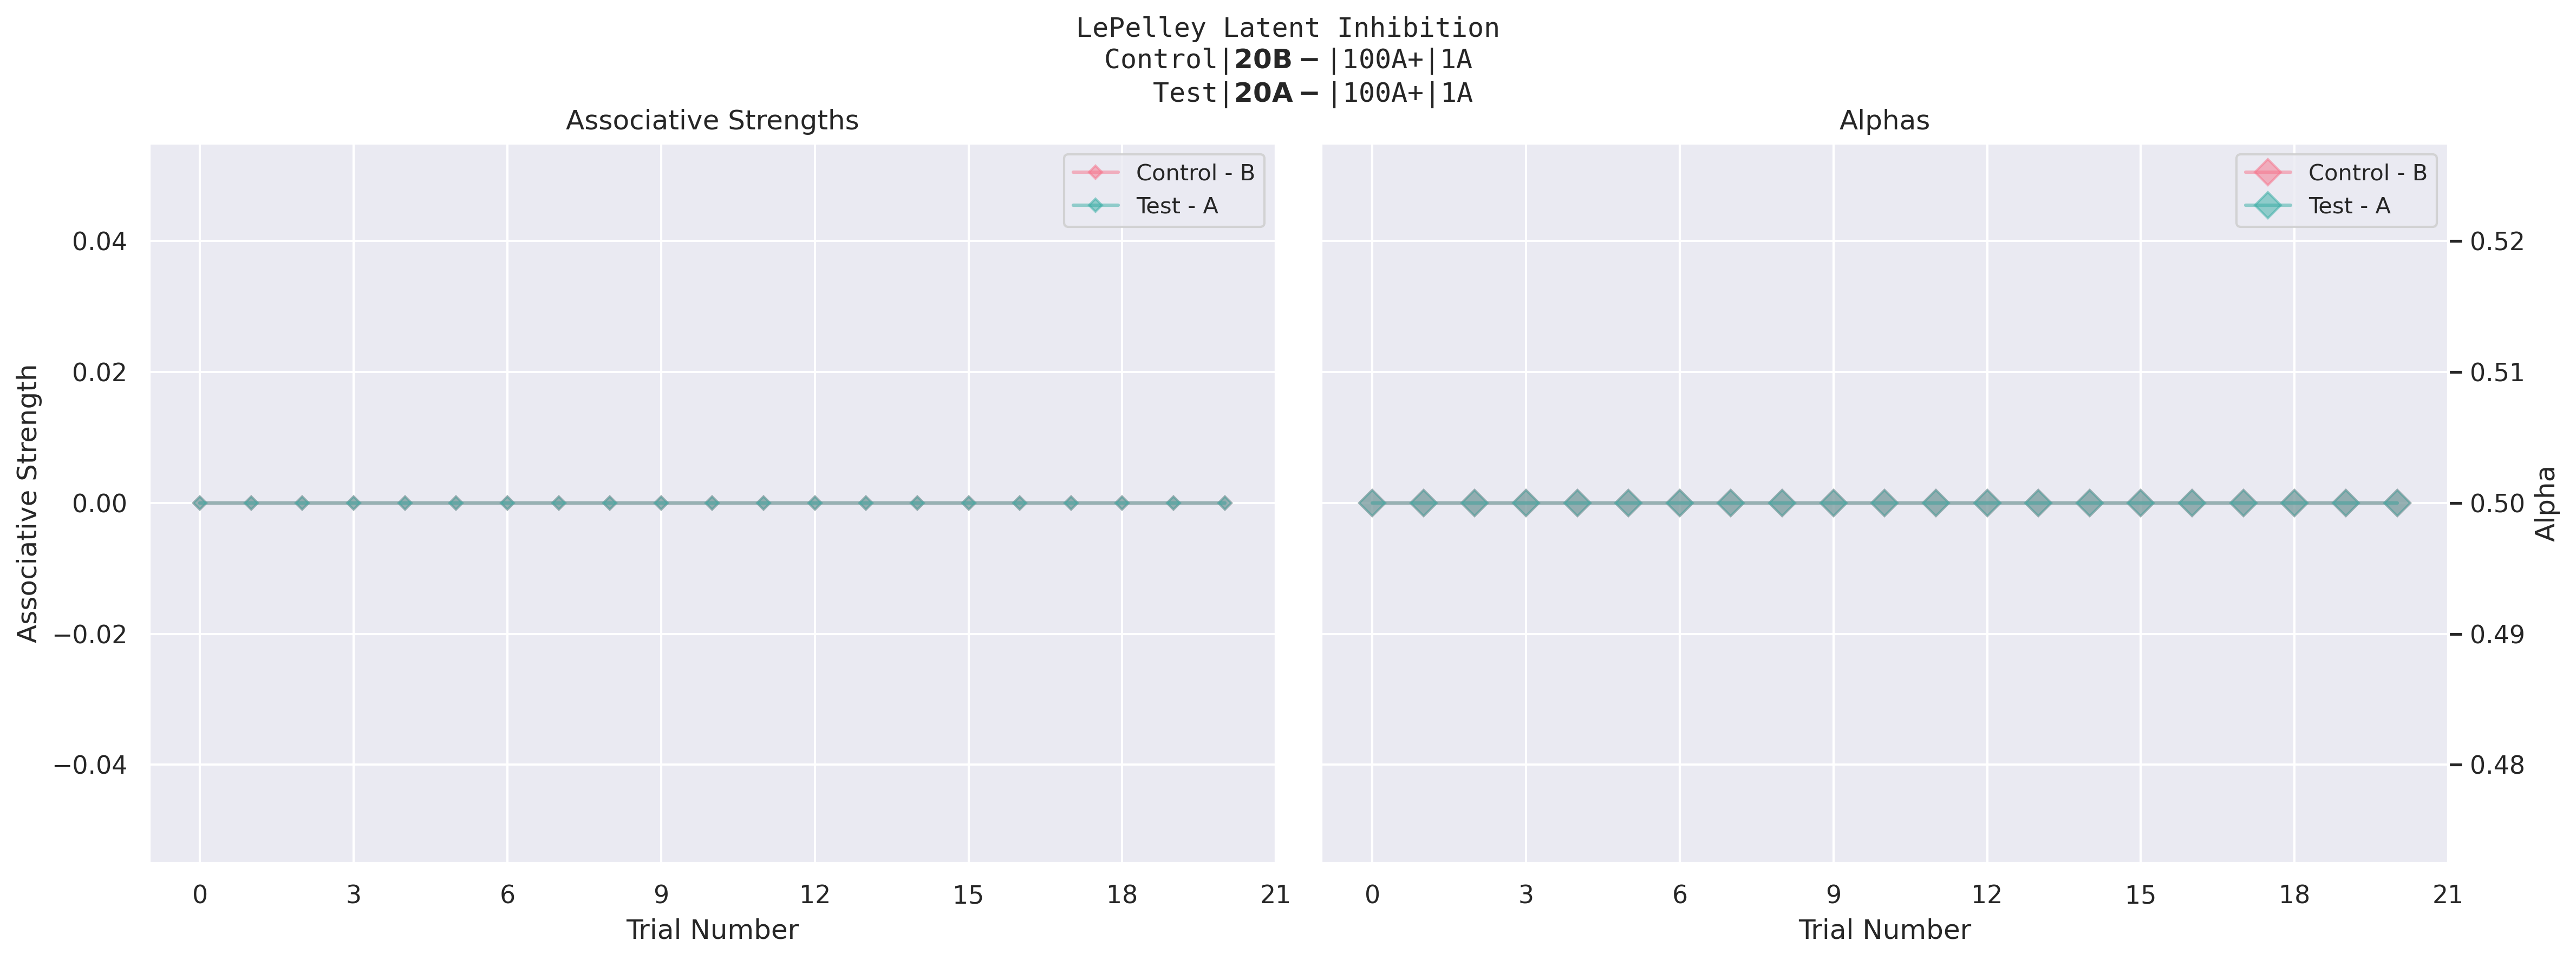 LePelley Latent Inhibition
Control|20B−|100A+|1A
Test|20A−|100A+|1A
Associative Strengths
Control - B
Test - A
0.04
0.02
0.00
−0.02
−0.04
Associative Strength
0 3 6 9 12 15 18 21
Trial Number
Alphas
Control - B
Test - A
0.52
0.51
0.50
0.49
0.48
Alpha
0 3 6 9 12 15 18 21
Trial Number